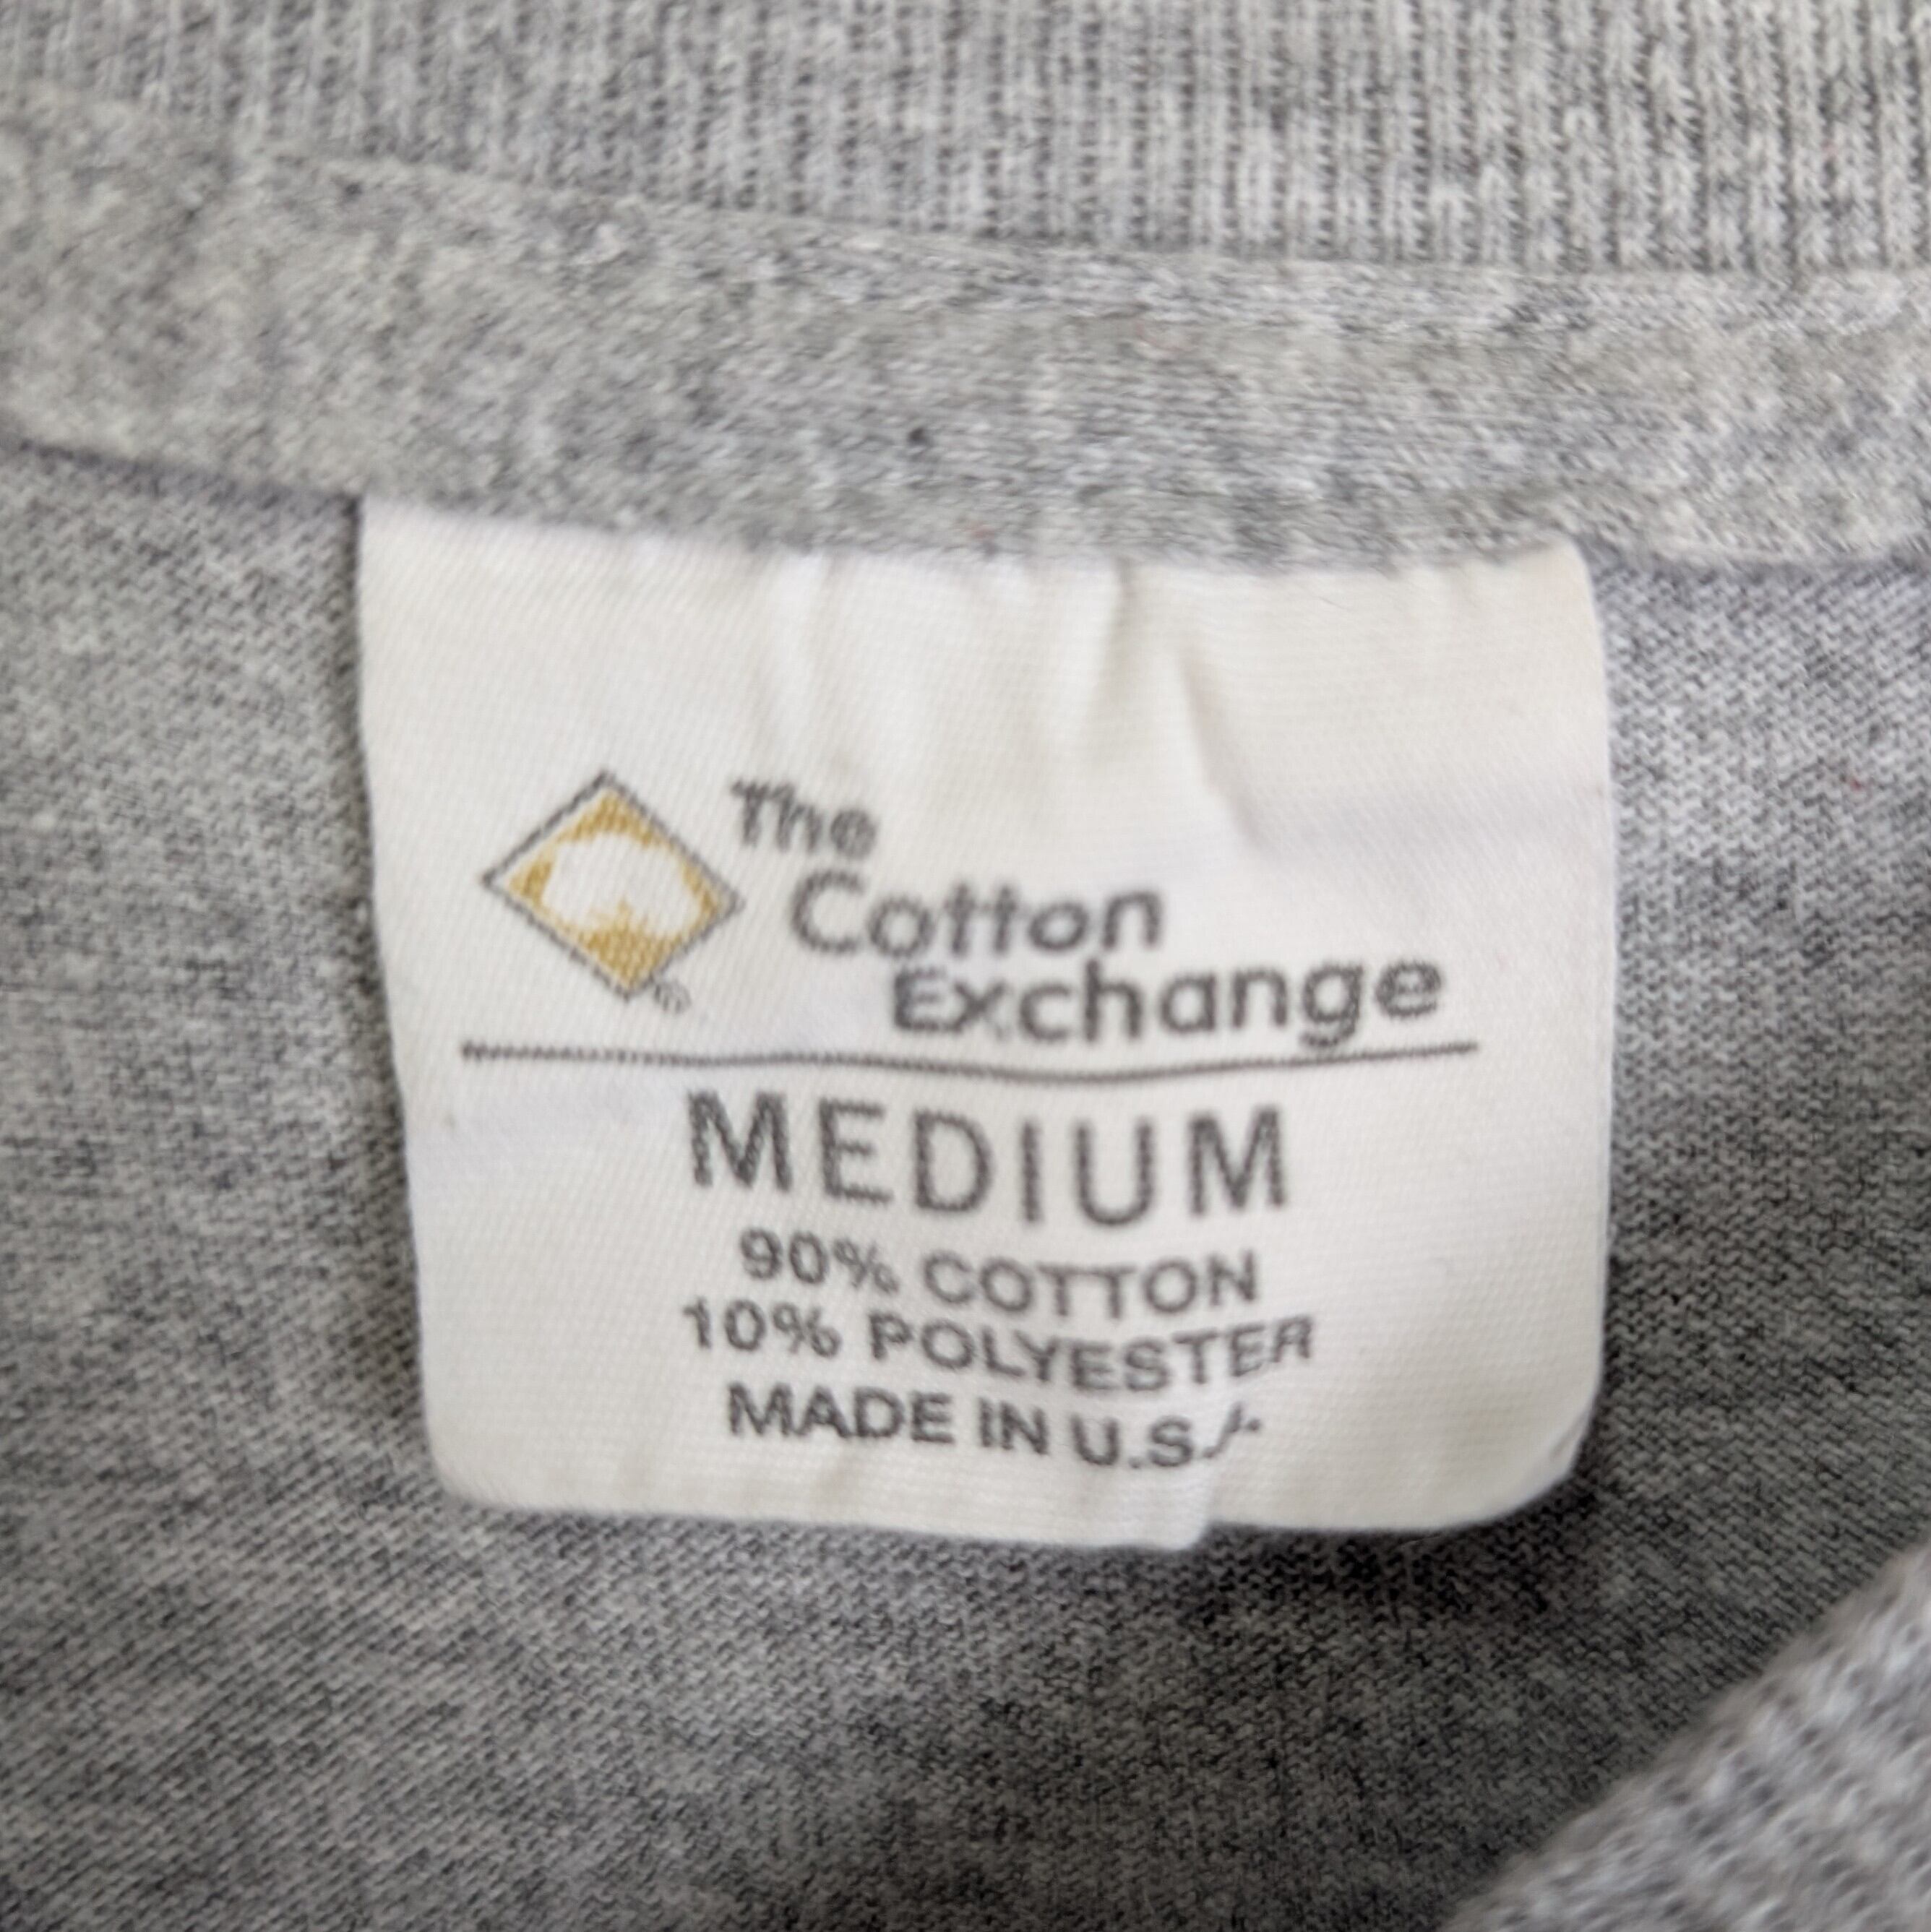 The
Cotton
Exchange
®
MEDIUM
90% COTTON
10% POLYESTER
MADE IN U.S.A.